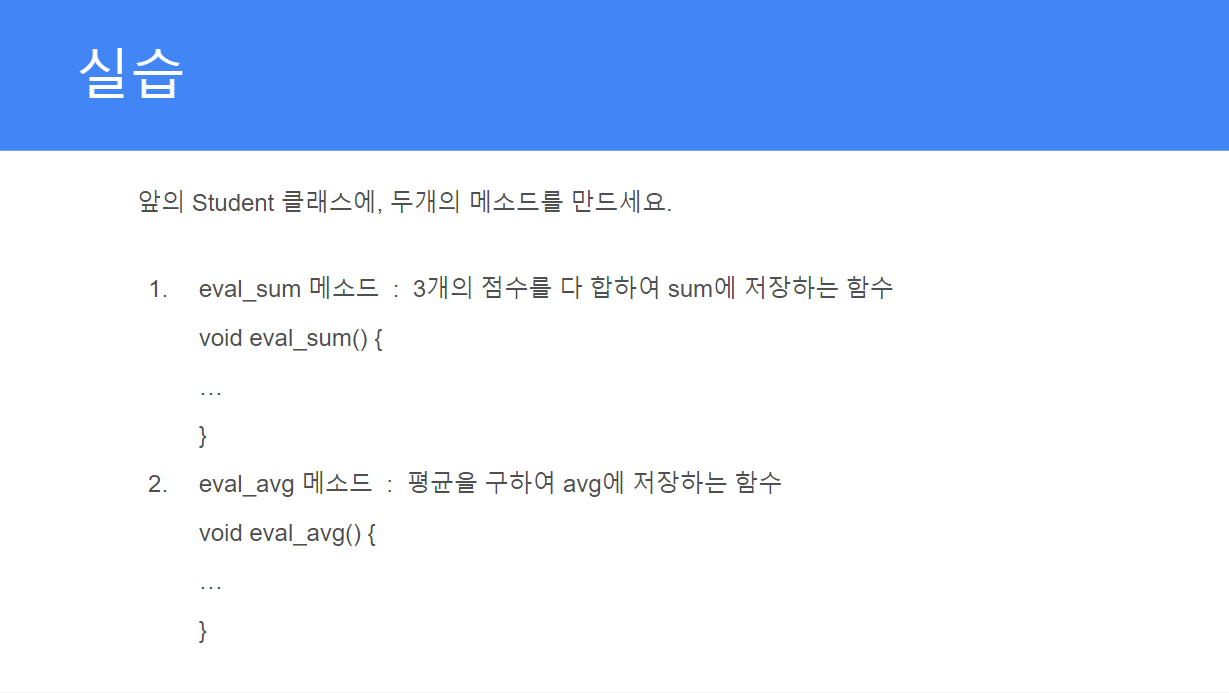 실습
앞의 Student 클래스에, 두개의 메소드를 만드세요.
1. eval_sum 메소드 : 3개의 점수를 다 합하여 sum에 저장하는 함수
void eval_sum() {
…
}
2. eval_avg 메소드 : 평균을 구하여 avg에 저장하는 함수
void eval_avg() {
…
}